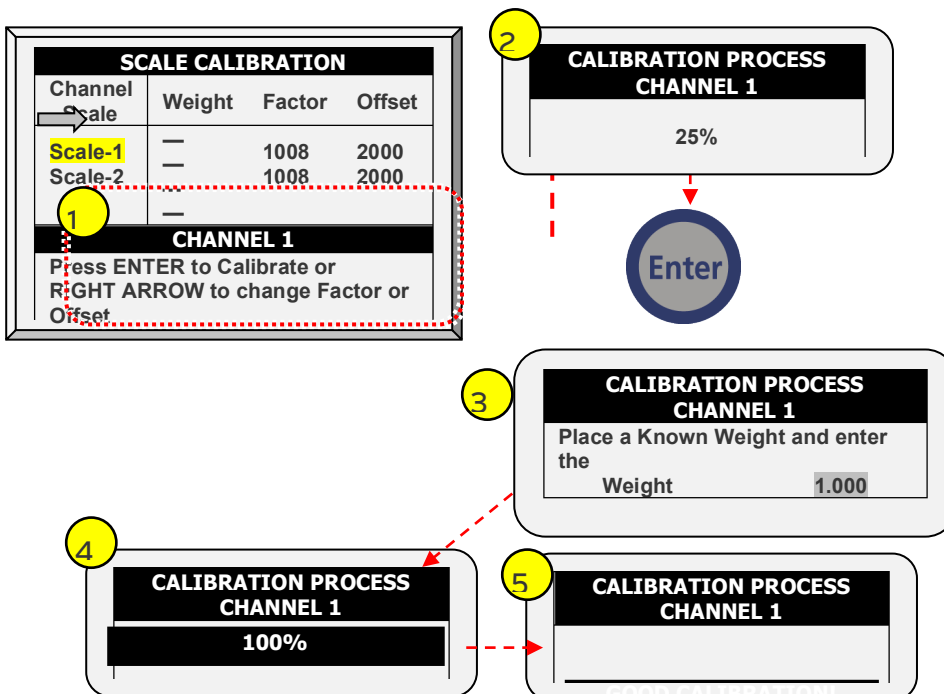 SCALE CALIBRATION
Channel Scale Weight Factor Offset
Scale-1 — 1008 2000
Scale-2 — 1008 2000
...
—
1
CHANNEL 1
Press ENTER to Calibrate or
RIGHT ARROW to change Factor or
Offset
2
CALIBRATION PROCESS
CHANNEL 1
25%
Enter
3
CALIBRATION PROCESS
CHANNEL 1
Place a Known Weight and enter
the
Weight 1.000
4
CALIBRATION PROCESS
CHANNEL 1
100%
5
CALIBRATION PROCESS
CHANNEL 1
GOOD CALIBRATION!